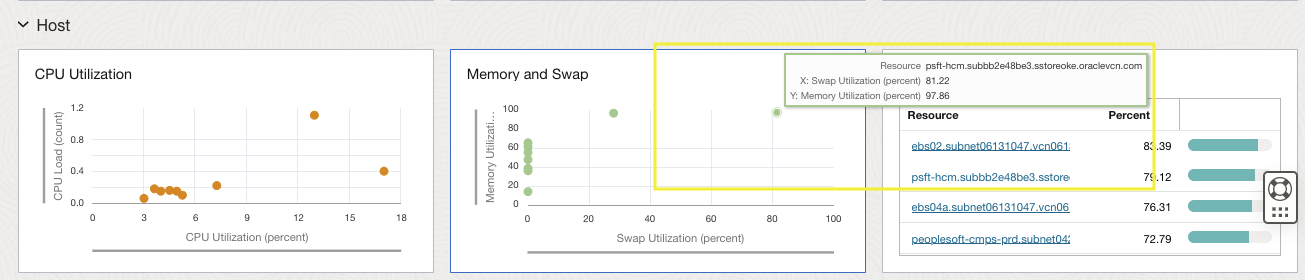 Host
CPU Utilization
CPU Load (count)
1.2
0.8
0.4
0.0
0 3 6 9 12 15 18
CPU Utilization (percent)
Memory and Swap
Memory Utilizati...
100
80
60
40
20
0
0 20 40 60 80 100
Swap Utilization (percent)
Resource psft-hcm.subbb2e48be3.sstoreoke.oraclevcn.com
X: Swap Utilization (percent) 81.22
Y: Memory Utilization (percent) 97.86
Resource Percent
ebs02.subnet06131047.vcn061 83.39
psft-hcm.subbb2e48be3.sstore 79.12
ebs04a.subnet06131047.vcn06 76.31
peoplesoft-cmps-prd.subnet042 72.79